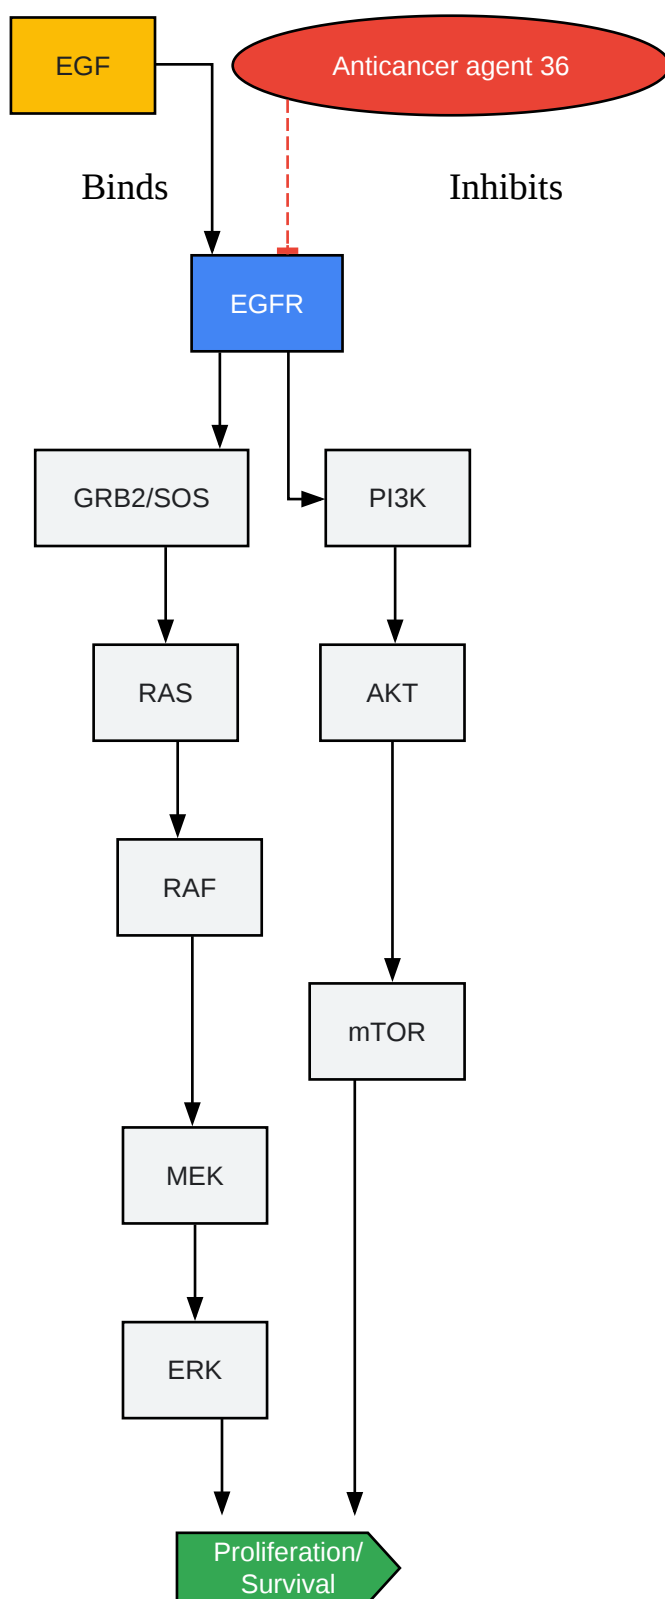 EGF
Anticancer agent 36
Binds
Inhibits
EGFR
GRB2/SOS
PI3K
RAS
AKT
RAF
mTOR
MEK
ERK
Proliferation/
Survival